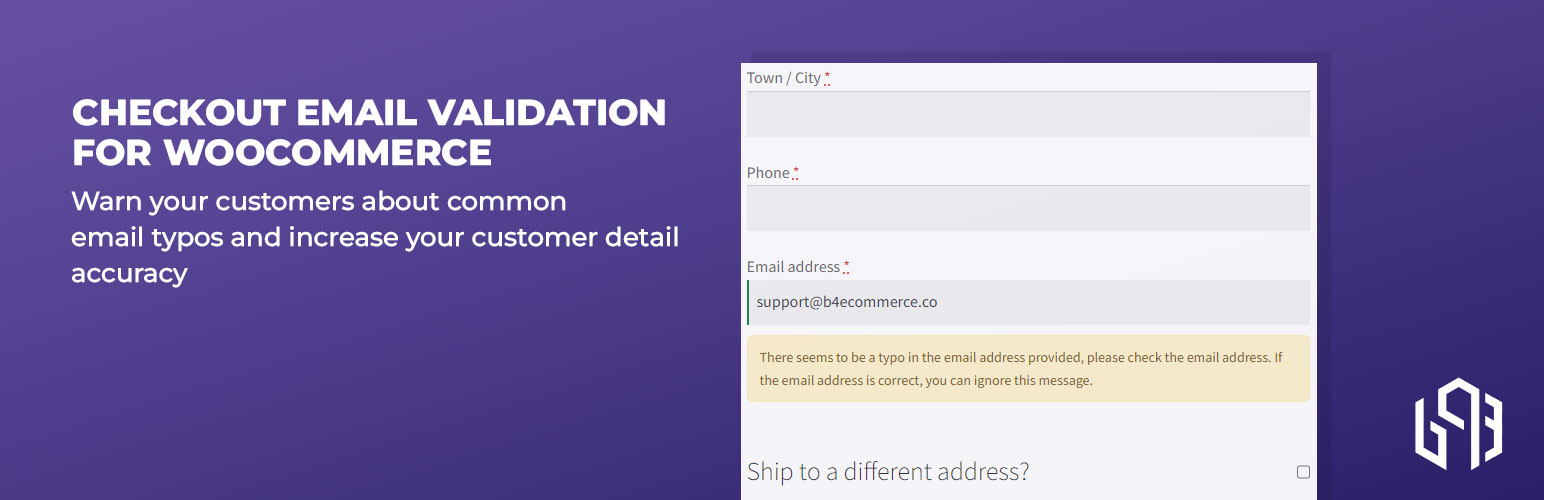 CHECKOUT EMAIL VALIDATION
FOR WOOCOMMERCE
Warn your customers about common
email typos and increase your customer detail
accuracy
Town / City *
Phone *
Email address *
support@b4ecommerce.co
There seems to be a typo in the email address provided, please check the email address. If
the email address is correct, you can ignore this message.
Ship to a different address?